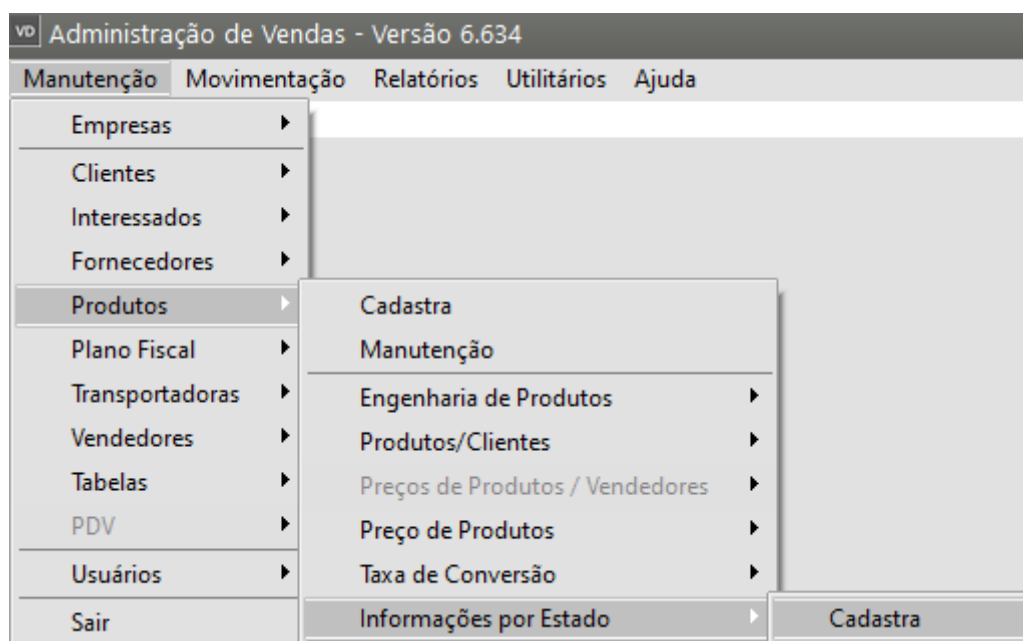 VD Administração de Vendas - Versão 6.634
Manutenção Movimentação Relatórios Utilitários Ajuda
Empresas
Clientes
Interessados
Fornecedores
Produtos
Plano Fiscal
Transportadoras
Vendedores
Tabelas
PDV
Usuários
Sair
Cadastra
Manutenção
Engenharia de Produtos
Produtos/Clientes
Preços de Produtos / Vendedores
Preço de Produtos
Taxa de Conversão
Informações por Estado
Cadastra